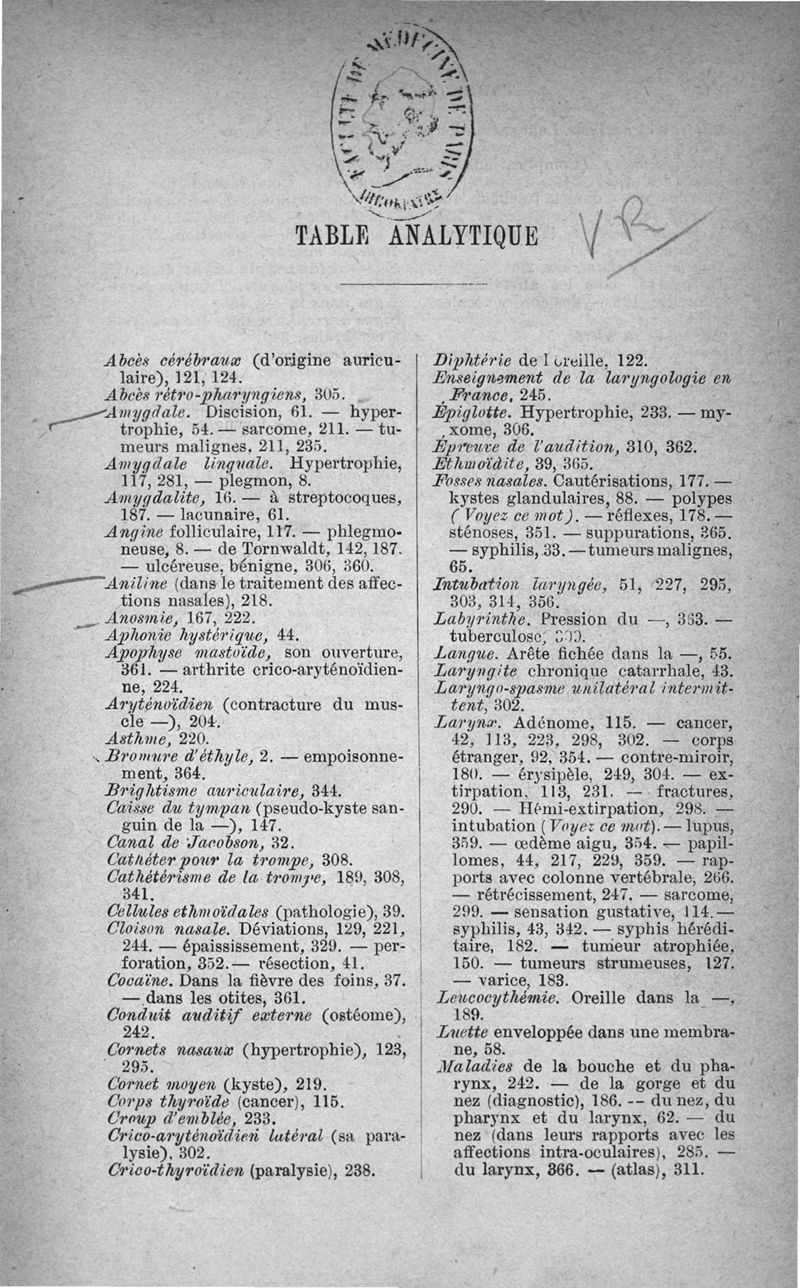 FACULTÉ DE MÉDECINE DE PARIS
TABLE ANALYTIQUE
VR
Abcès cérébraux (d'origine auricu-
laire), 121, 124.
Abcès rétro-pharyngiens, 305.
Amygdale. Discision, 61. — hyper-
trophie, 54. — sarcome, 211. — tu-
meurs malignes, 211, 235.
Amygdale linguale. Hypertrophie,
117, 281, — plegmon, 8.
Amygdalite, 16. — à streptocoques,
187. — lacunaire, 61.
Angine folliculaire, 117. — phlegmo-
neuse, 8. — de Tornwaldt, 142, 187.
— ulcéreuse, bénigne, 306, 360.
Aniline (dans le traitement des affec-
tions nasales), 218.
Anosmie, 167, 222.
Aphonie hystérique, 44.
Apophyse mastoïde, son ouverture,
361. — arthrite crico-aryténoïdien-
ne, 224.
Aryténoïdien (contracture du mus-
cle —), 204.
Asthme, 220.
Bromure d'éthyle, 2. — empoisonne-
ment, 364.
Brightisme auriculaire, 344.
Caisse du tympan (pseudo-kyste san-
guin de la —), 147.
Canal de Jacobson, 32.
Cathéter pour la trompe, 308.
Cathétérisme de la trompe, 189, 308,
341.
Cellules ethmoïdales (pathologie), 39.
Cloison nasale. Déviations, 129, 221,
244. — épaississement, 329. — per-
foration, 352. — résection, 41.
Cocaïne. Dans la fièvre des foins, 37.
— dans les otites, 361.
Conduit auditif externe (ostéome),
242.
Cornets nasaux (hypertrophie), 123,
295.
Cornet moyen (kyste), 219.
Corps thyroïde (cancer), 115.
Croup d'emblée, 233.
Crico-aryténoïdien latéral (sa para-
lysie), 302.
Crico-thyroïdien (paralysie), 238.
Diphtérie de l oreille, 122.
Enseignement de la laryngologie en
France, 245.
Épiglotte. Hypertrophie, 233. — my-
xome, 306.
Épreuve de l'audition, 310, 362.
Ethmoïdite, 39, 365.
Fosses nasales. Cautérisations, 177. —
kystes glandulaires, 88. — polypes
(Voyez ce mot). — réflexes, 178. —
sténoses, 351. — suppurations, 365.
— syphilis, 33. — tumeurs malignes,
65.
Intubation laryngée, 51, 227, 295,
303, 314, 356.
Labyrinthe. Pression du —, 363. —
tuberculose,
Langue. Arête fichée dans la —, 55.
Laryngite chronique catarrhale, 43.
Laryngo-spasme unilatéral intermit-
tent, 302.
Larynx. Adénome, 115. — cancer,
42, 113, 223, 298, 302. — corps
étranger, 92, 354. — contre-miroir,
180. — érysipèle, 249, 304. — ex-
tirpation, 113, 231. — fractures,
290. — Hémi-extirpation, 298. —
intubation (Voyez ce mot). — lupus,
359. — œdème aigu, 354. — papil-
lomes, 44, 217, 229, 359. — rap-
ports avec colonne vertébrale, 266.
— rétrécissement, 247. — sarcome,
299. — sensation gustative, 114. —
syphilis, 43, 342. — syphis hérédi-
taire, 182. — tumeur atrophiée,
150. — tumeurs strumeuses, 127.
— varice, 183.
Leucocythémie. Oreille dans la —,
189.
Luette enveloppée dans une membra-
ne, 58.
Maladies de la bouche et du pha-
rynx, 242. — de la gorge et du
nez (diagnostic), 186. -- du nez, du
pharynx et du larynx, 62. — du
nez (dans leurs rapports avec les
affections intra-oculaires), 285. —
du larynx, 366. — (atlas), 311.